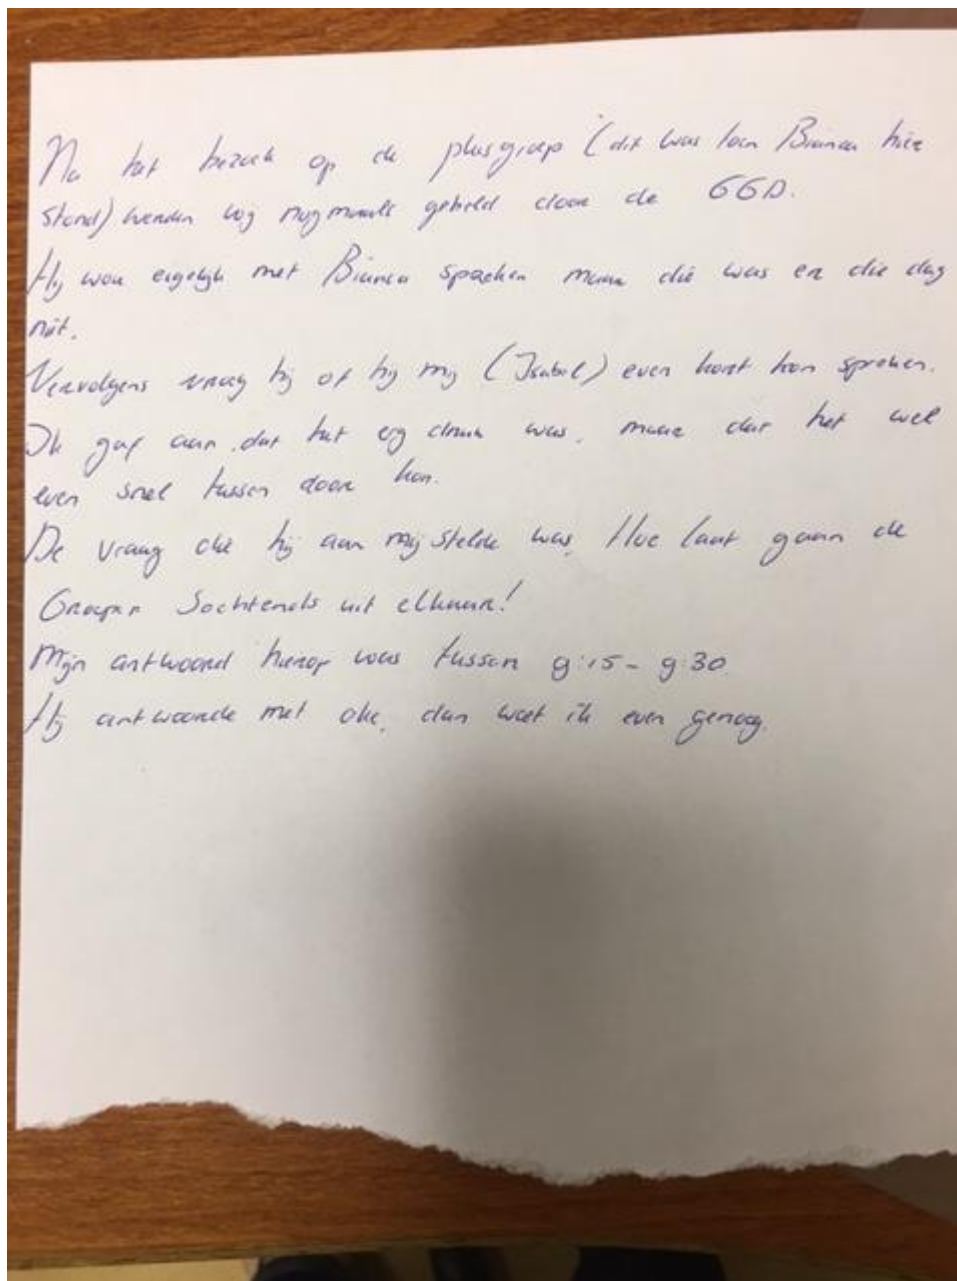 Na het bezoek op de plusgroep (dit was toen Bianca hier
stond) werden wij nogmaals gebeld door de GGD.
Hij wou eigelijk met Bianca spreken maar die was er die dag
niet.
Vervolgens vraag hij of hij mij (Isabel) even kort kon spreken.
Ik gaf aan, dat het erg druk was, maar dat het wel
even snel tussen door kon.
De vraag die hij aan mij stelde was, Hoe laat gaan de
Groepen Sochtends uit elkaar!
Mijn antwoord hierop was tussen 9:15 - 9:30
Hij antwoorde met oke, dan weet ik even genoeg.